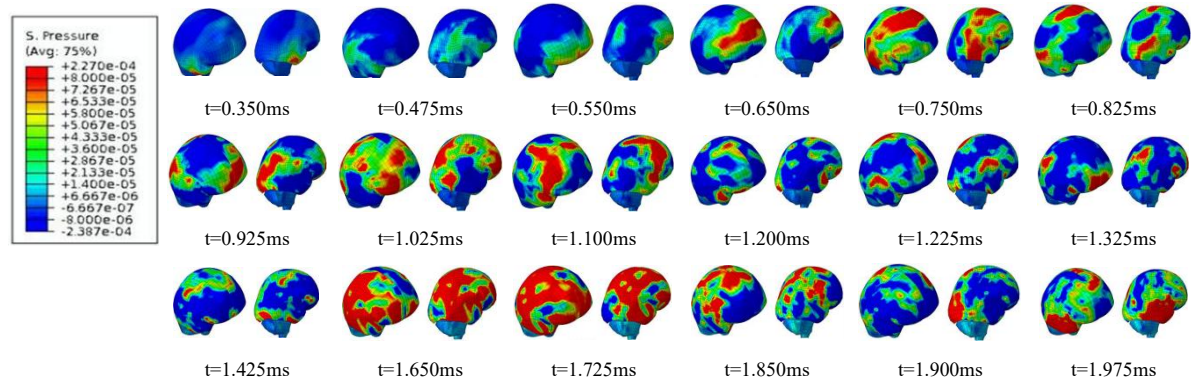 S. Pressure
(Avg: 75%)
+2.270e-04
+8.000e-05
+7.267e-05
+6.533e-05
+5.800e-05
+5.067e-05
+4.333e-05
+3.600e-05
+2.867e-05
+2.133e-05
+1.400e-05
+6.667e-06
-6.667e-07
-8.000e-06
-2.387e-04
t=0.350ms
t=0.475ms
t=0.550ms
t=0.650ms
t=0.750ms
t=0.825ms
t=0.925ms
t=1.025ms
t=1.100ms
t=1.200ms
t=1.225ms
t=1.325ms
t=1.425ms
t=1.650ms
t=1.725ms
t=1.850ms
t=1.900ms
t=1.975ms